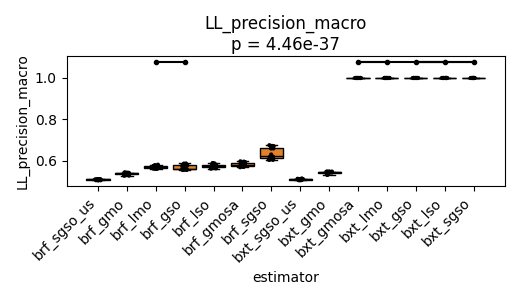 LL_precision_macro
p = 4.46e-37
LL_precision_macro
1.0
0.8
0.6
brf_sgso_us
brf_gmo
brf_lmo
brf_gso
brf_lso
brf_gmosa
brf_sgso
bxt_sgso_us
bxt_gmo
bxt_gmosa
bxt_lmo
bxt_gso
bxt_lso
bxt_sgso
estimator